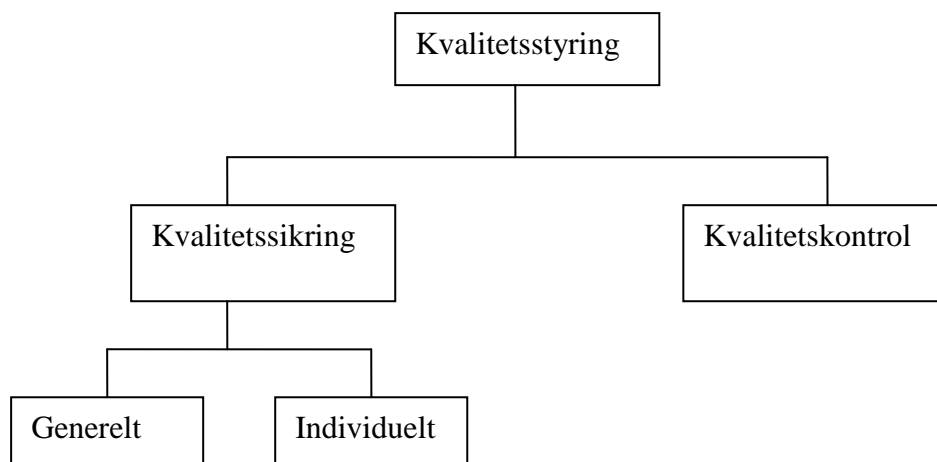 Kvalitetsstyring
Kvalitetssikring
Kvalitetskontrol
Generelt
Individuelt